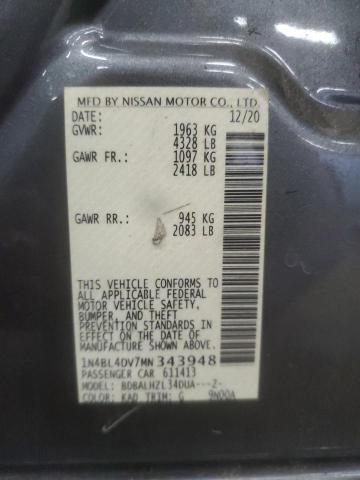 MFD BY NISSAN MOTOR CO., LTD.
DATE: 12/20
GVWR: 1963 KG
4328 LB
GAWR FR.: 1097 KG
2418 LB
GAWR RR.: 945 KG
2083 LB
THIS VEHICLE CONFORMS TO
ALL APPLICABLE FEDERAL
MOTOR VEHICLE SAFETY,
BUMPER, AND THEFT
PREVENTION STANDARDS
IN EFFECT ON THE DATE
OF MANUFACTURE SHOWN ABOVE.
1N4BL4DV7MN343948
PASSENGER CAR 611413
MODEL: BDBALHZL34DUA---2-
COLOR: KAD TRIM: G 9N00A